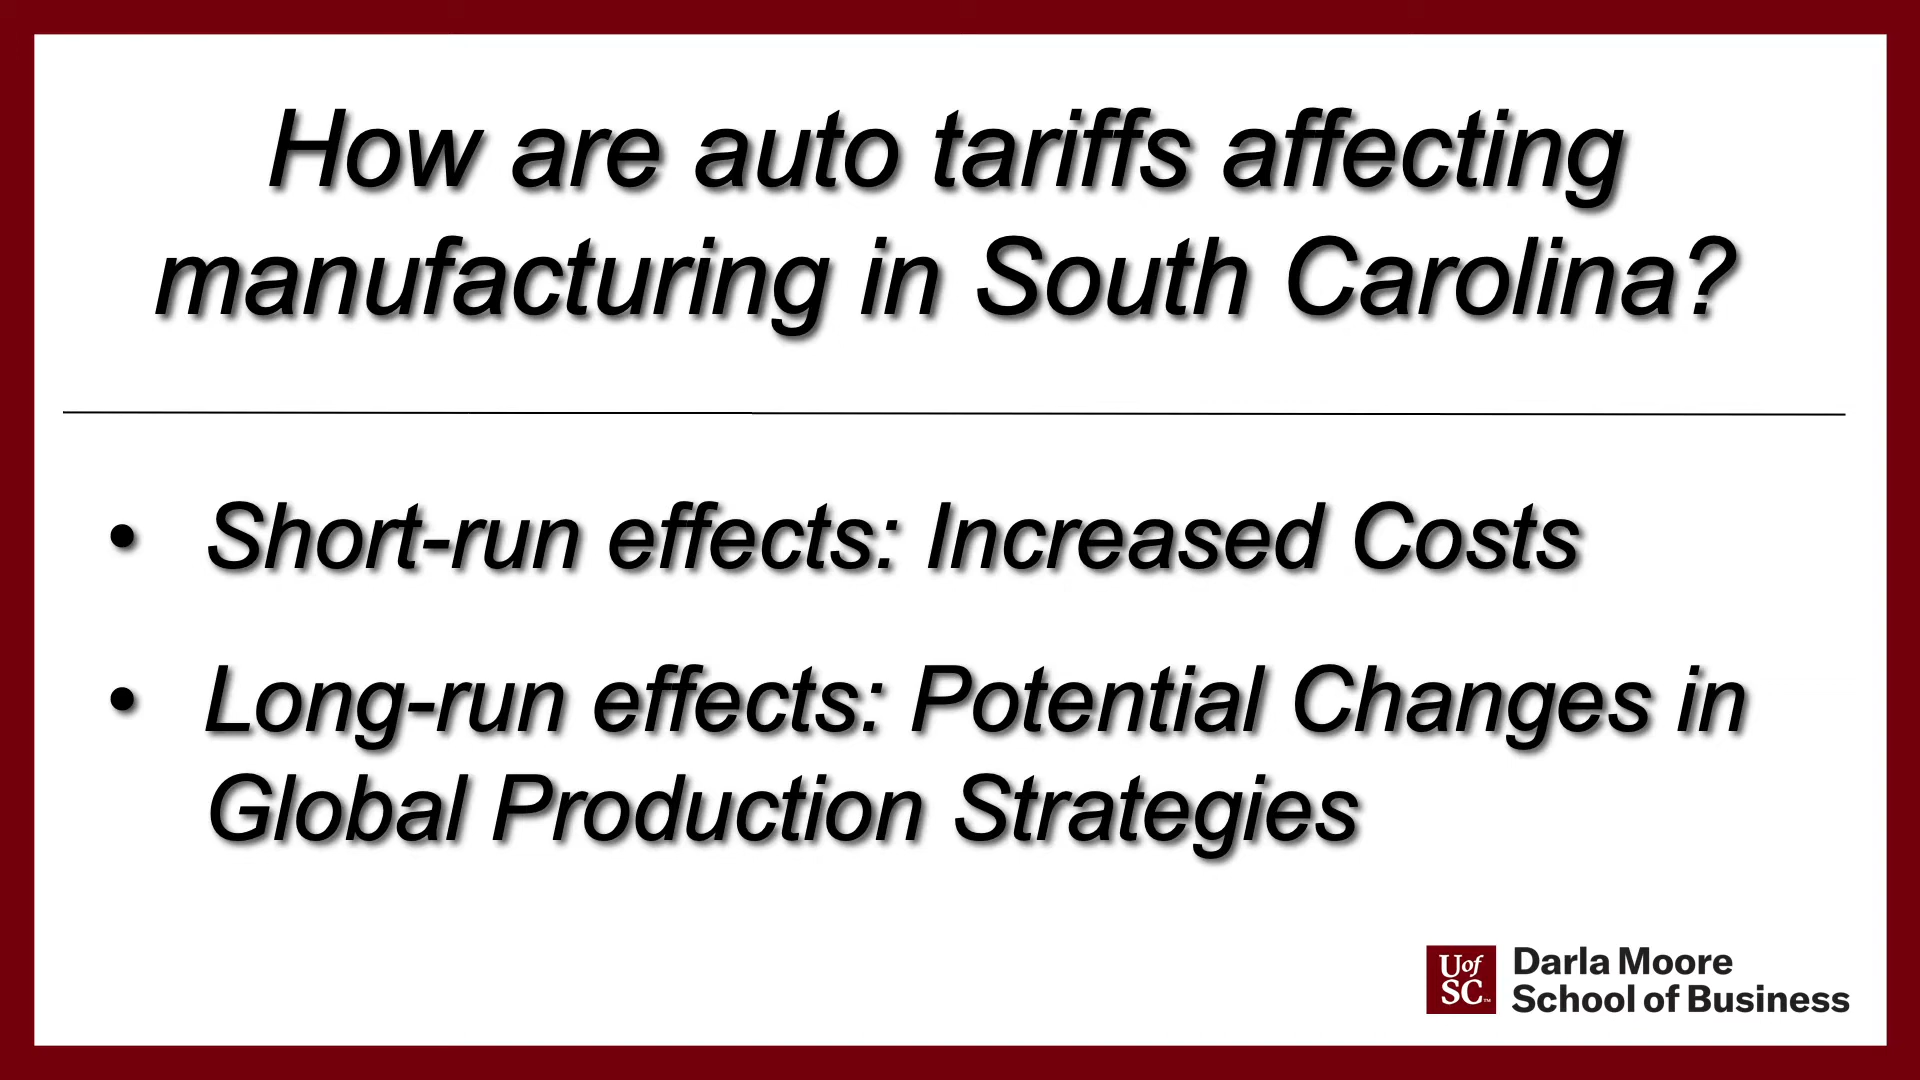 How are auto tariffs affecting
manufacturing in South Carolina?
• Short-run effects: Increased Costs
• Long-run effects: Potential Changes in
Global Production Strategies
UofSC™
Darla Moore
School of Business